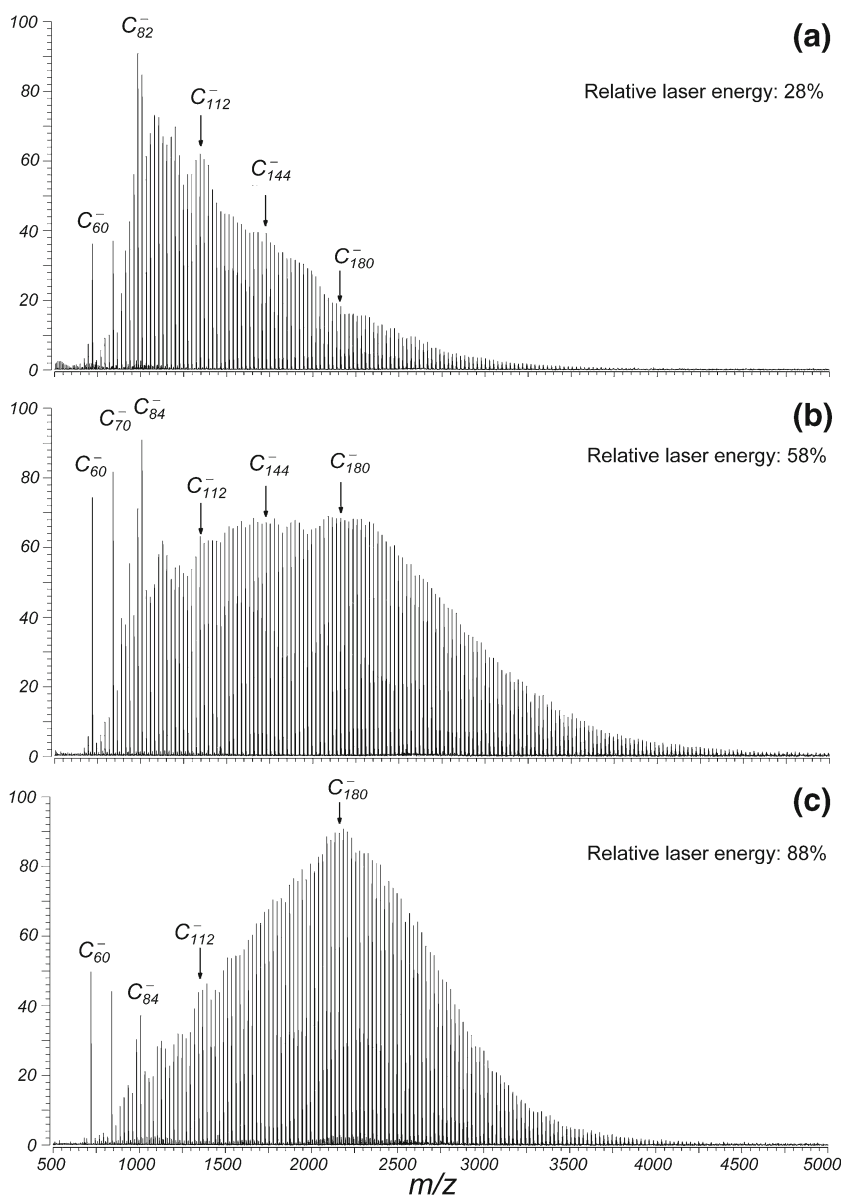 100
80
60
40
20
0
C₈₂⁻
C₁₁₂⁻
C₁₄₄⁻
C₆₀⁻
C₁₈₀⁻
(a)
Relative laser energy: 28%
100
80
60
40
20
0
C₇₀⁻ C₈₄⁻
C₆₀⁻
C₁₁₂⁻
C₁₄₄⁻
C₁₈₀⁻
(b)
Relative laser energy: 58%
100
80
60
40
20
0
C₁₈₀⁻
C₁₁₂⁻
C₆₀⁻
C₈₄⁻
(c)
Relative laser energy: 88%
500 1000 1500 2000 2500 3000 3500 4000 4500 5000
m/z